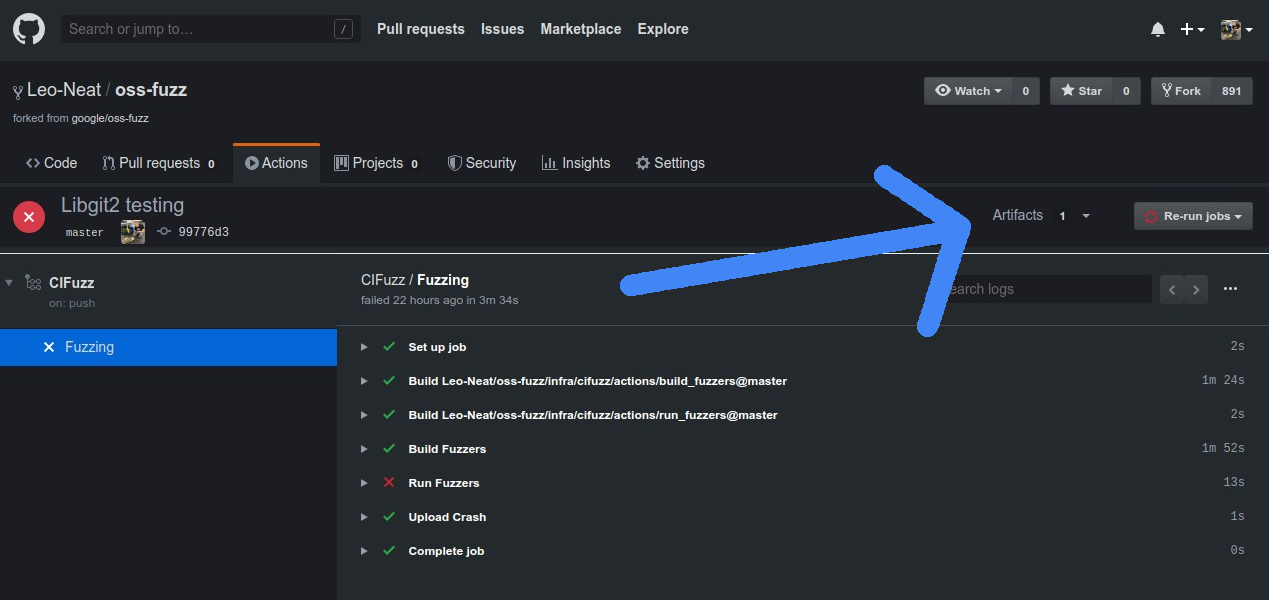 Search or jump to… / Pull requests Issues Marketplace Explore
Leo-Neat / oss-fuzz Watch 0 Star 0 Fork 891
forked from google/oss-fuzz
Code Pull requests 0 Actions Projects 0 Security Insights Settings
Libgit2 testing Artifacts 1 Re-run jobs
master 99776d3
CIFuzz CIFuzz / Fuzzing
on: push failed 22 hours ago in 3m 34s earch logs
Fuzzing Set up job 2s
Build Leo-Neat/oss-fuzz/infra/cifuzz/actions/build_fuzzers@master 1m 24s
Build Leo-Neat/oss-fuzz/infra/cifuzz/actions/run_fuzzers@master 2s
Build Fuzzers 1m 52s
Run Fuzzers 13s
Upload Crash 1s
Complete job 0s